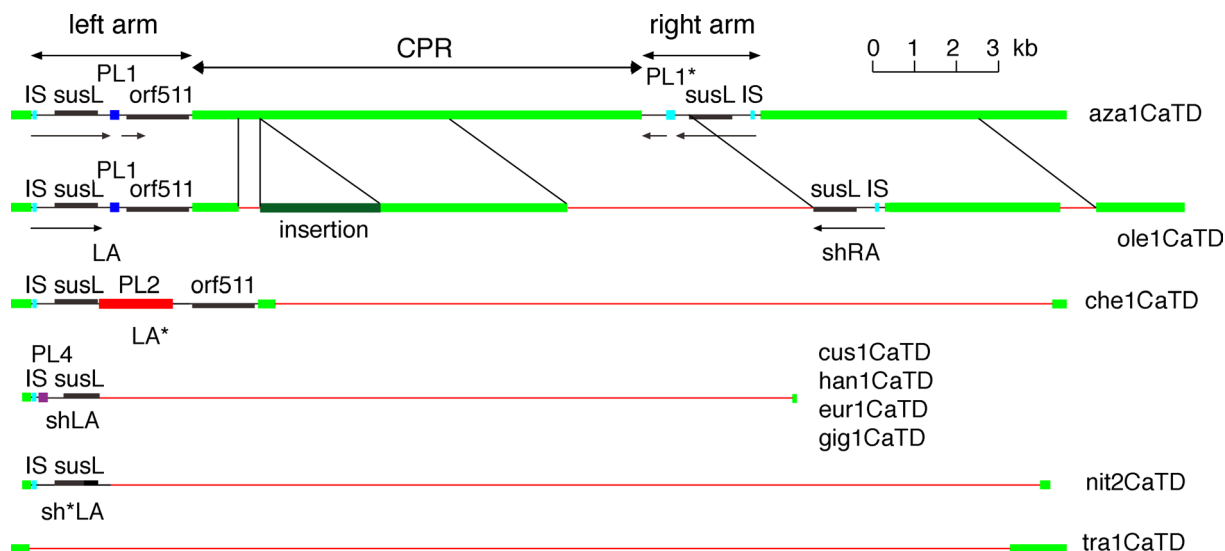 left arm
right arm
CPR
0 1 2 3 kb
PL1
PL1*
IS susL orf511
susL IS
aza1CaTD
PL1
IS susL orf511
susL IS
insertion
ole1CaTD
LA
shRA
IS susL PL2 orf511
che1CaTD
LA*
PL4
cus1CaTD
IS susL
han1CaTD
shLA
eur1CaTD
gig1CaTD
IS susL
nit2CaTD
sh*LA
tra1CaTD